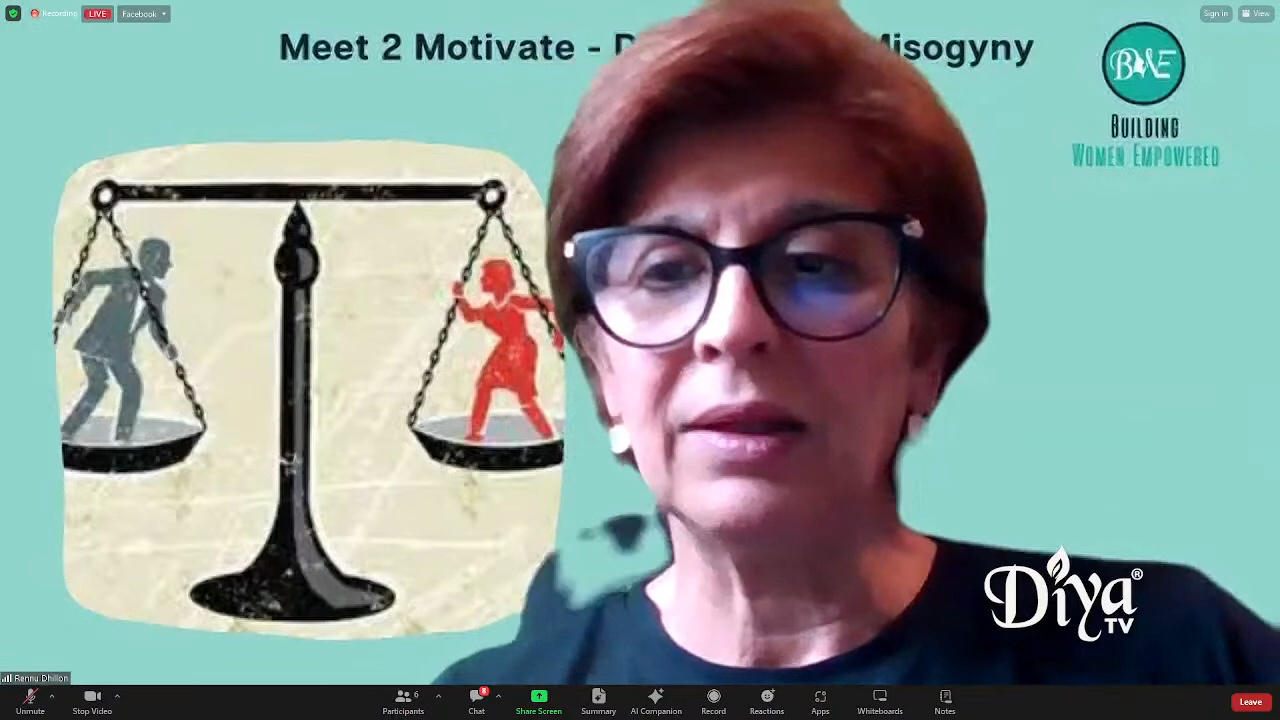 Recording
LIVE
Facebook
Sign in
View
Meet 2 Motivate - D
Misogyny
BWE
BUILDING
WOMEN EMPOWERED
Diya®
TV
Rennu Dhillon
Unmute
Stop Video
Participants
6
Chat
8
Share Screen
Summary
AI Companion
Record
Reactions
Apps
Whiteboards
Notes
Leave